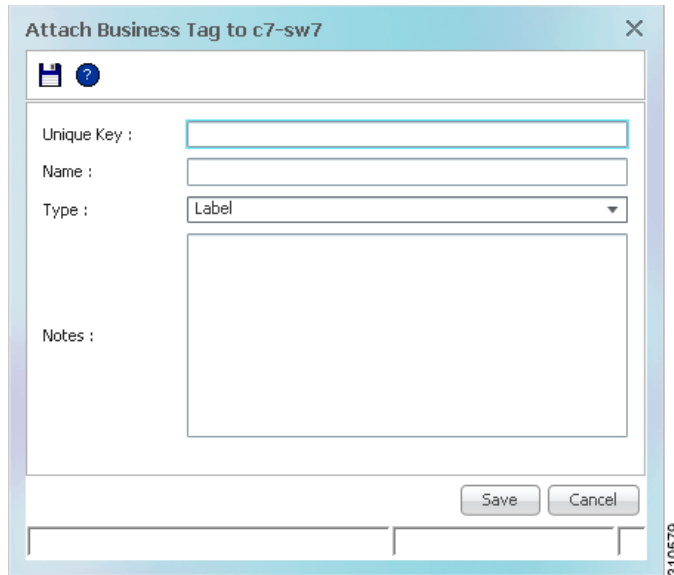 Attach Business Tag to c7-sw7
?
Unique Key :
Name :
Type :
Label
Notes :
Save
Cancel
310579